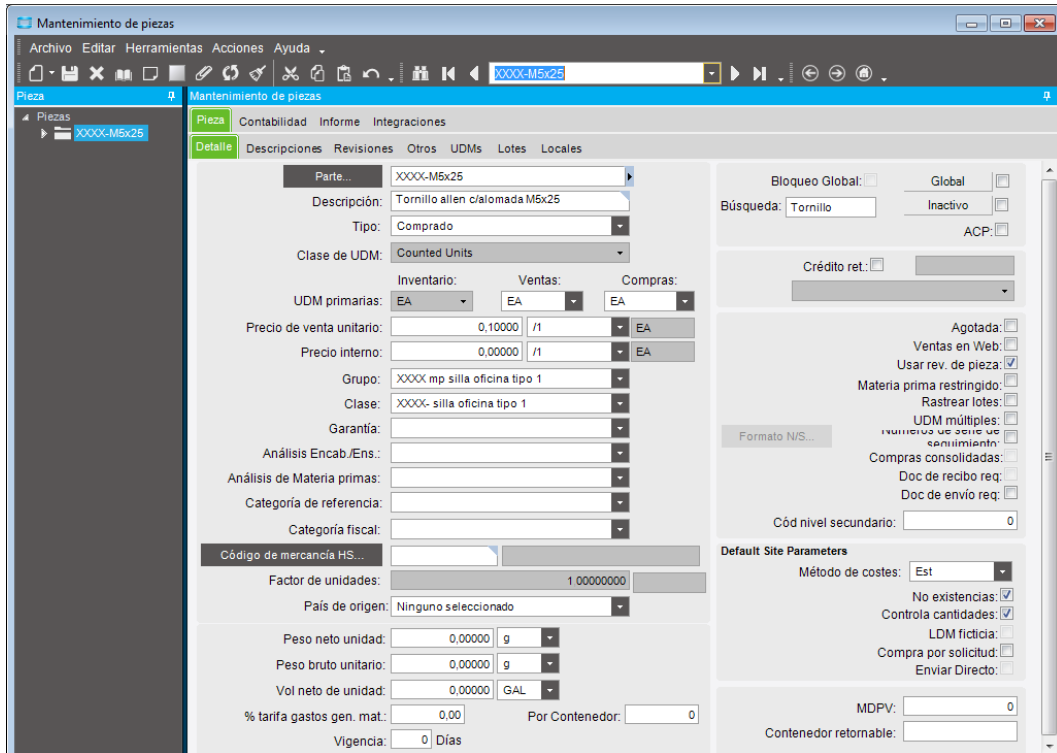 Mantenimiento de piezas
Archivo Editar Herramientas Acciones Ayuda
XXXX-M5x25
Pieza
Piezas
XXXX-M5x25
Mantenimiento de piezas
Pieza Contabilidad Informe Integraciones
Detalle Descripciones Revisiones Otros UDMs Lotes Locales
Parte... XXXX-M5x25
Descripción: Tornillo allen c/alomada M5x25
Tipo: Comprado
Clase de UDM: Counted Units
Inventario: Ventas: Compras:
UDM primarias: EA EA EA
Precio de venta unitario: 0,10000 /1 EA
Precio interno: 0,00000 /1 EA
Grupo: XXXX mp silla oficina tipo 1
Clase: XXXX- silla oficina tipo 1
Garantía:
Análisis Encab./Ens.:
Análisis de Materia primas:
Categoría de referencia:
Categoría fiscal:
Código de mercancía HS...
Factor de unidades: 1.00000000
País de origen: Ninguno seleccionado
Peso neto unidad: 0,00000 g
Peso bruto unitario: 0,00000 g
Vol neto de unidad: 0,00000 GAL
% tarifa gastos gen. mat.: 0,00 Por Contenedor: 0
Vigencia: 0 Días
Bloqueo Global: Global
Búsqueda: Tornillo Inactivo
ACP:
Crédito ret.:
Agotada:
Ventas en Web:
Usar rev. de pieza:
Materia prima restringido:
Rastrear lotes:
UDM múltiples:
Formato N/S... Números de serie de
seguimiento:
Compras consolidadas:
Doc de recibo req:
Doc de envío req:
Cód nivel secundario: 0
Default Site Parameters
Método de costes: Est
No existencias:
Controla cantidades:
LDM ficticia:
Compra por solicitud:
Enviar Directo:
MDPV: 0
Contenedor retornable: